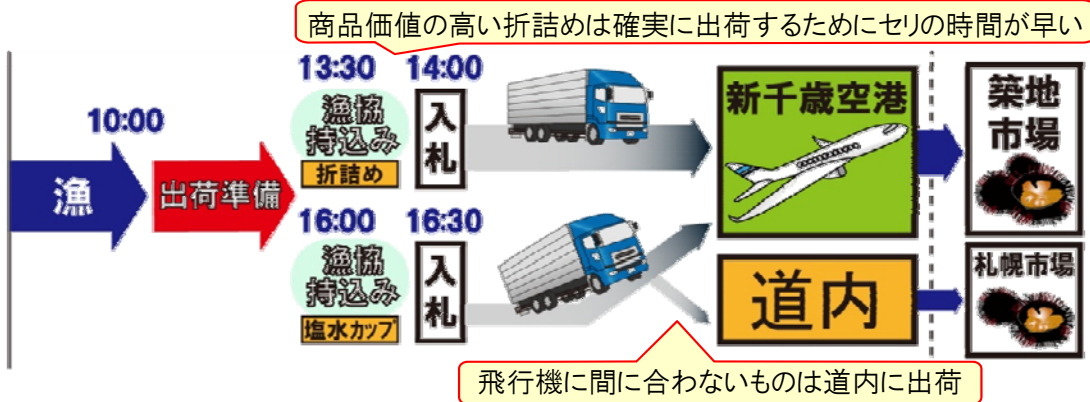 商品価値の高い折詰めは確実に出荷するためにセリの時間が早い
10:00
漁
出荷準備
13:30
漁協
持込み
折詰め
14:00
入
札
新千歳空港
築地
市場
16:00
漁協
持込み
塩水カップ
16:30
入
札
道内
札幌市場
飛行機に間に合わないものは道内に出荷